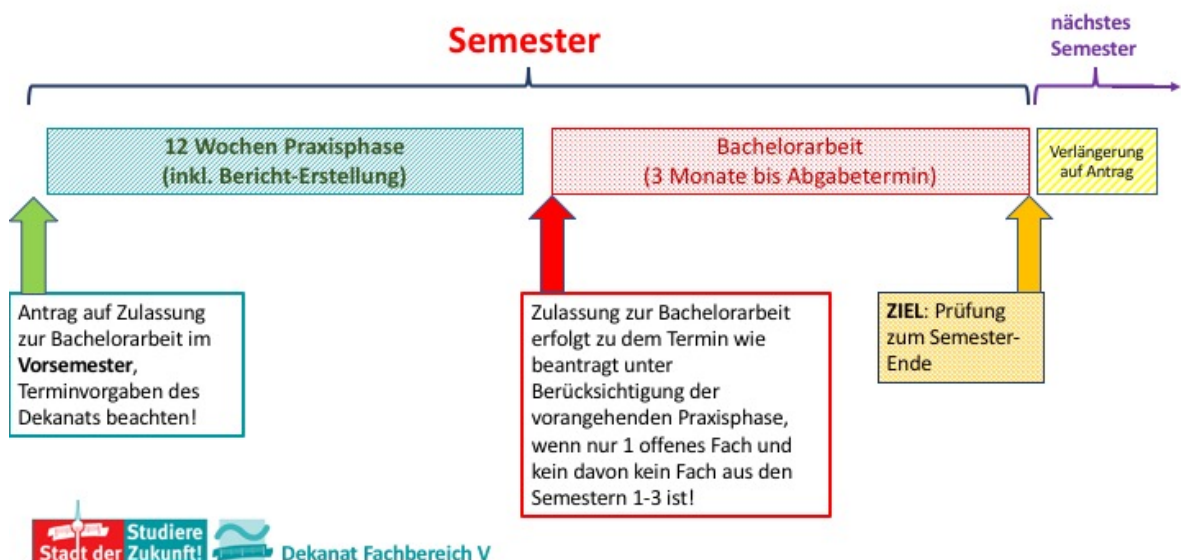 Semester
nächstes
Semester
12 Wochen Praxisphase
(inkl. Bericht-Erstellung)
Bachelorarbeit
(3 Monate bis Abgabetermin)
Verlängerung
auf Antrag
Antrag auf Zulassung
zur Bachelorarbeit im
Vorsemester,
Terminvorgaben des
Dekanats beachten!
Zulassung zur Bachelorarbeit
erfolgt zu dem Termin wie
beantragt unter
Berücksichtigung der
vorangehenden Praxisphase,
wenn nur 1 offenes Fach und
kein davon kein Fach aus den
Semestern 1-3 ist!
ZIEL: Prüfung
zum Semester-
Ende
Studiere
Stadt der Zukunft!
Dekanat Fachbereich V